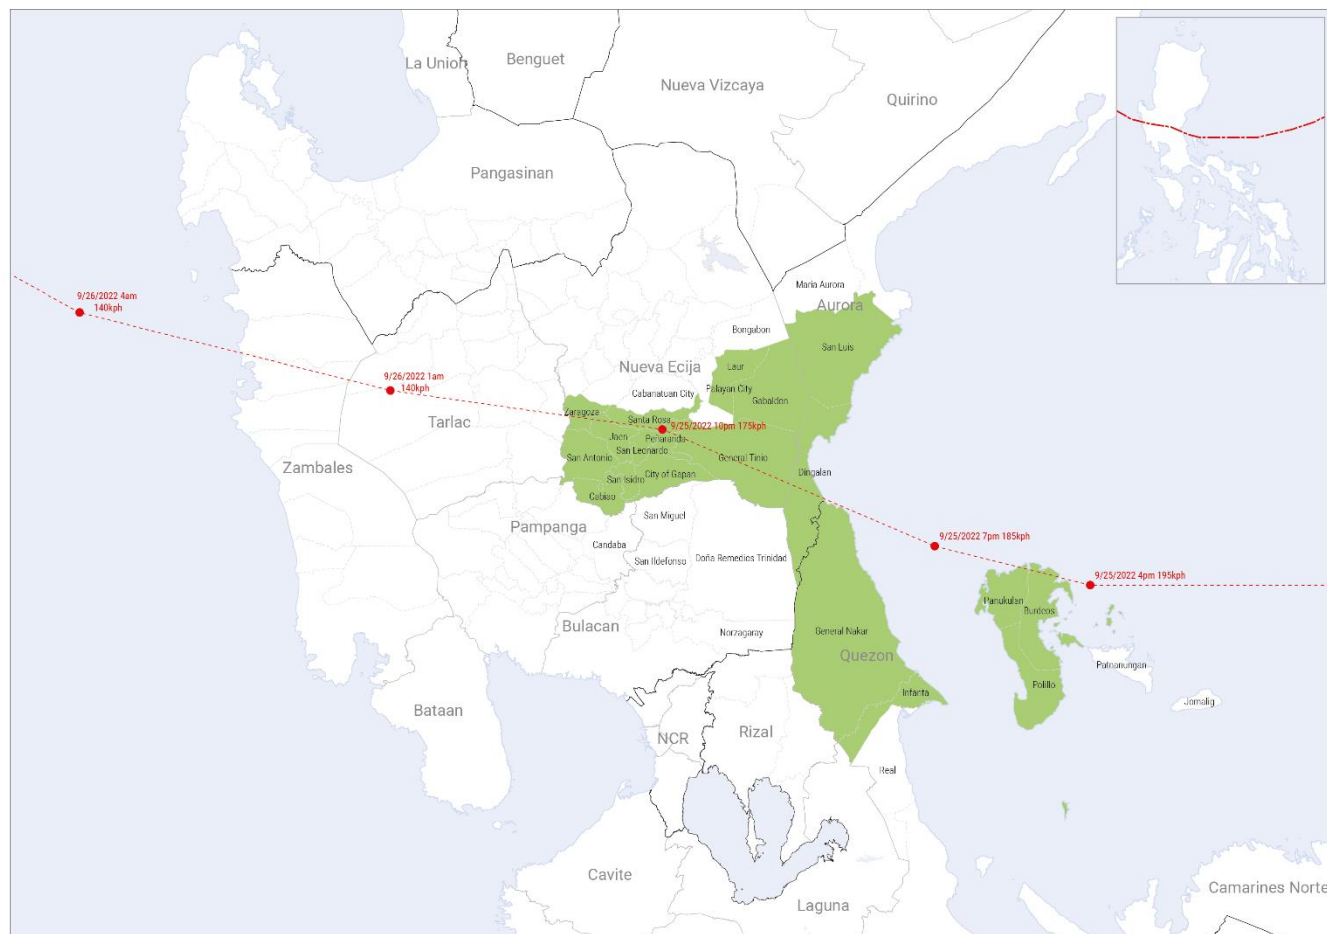 La Union
Benguet
Nueva Vizcaya
Quirino
Pangasinan
9/26/2022 4am
140kph
Maria Aurora
Aurora
Bongabon
San Luis
Nueva Ecija
Laur
9/26/2022 1am
140kph
Palayan City
Cabanatuan City
Gabaldon
Zaragoza
Tarlac
Santa Rosa
9/25/2022 10pm 175kph
Jaen
Peñaranda
San Leonardo
San Antonio
General Tinio
Zambales
Dingalan
City of Gapan
San Isidro
Cabiao
San Miguel
Pampanga
Candaba
9/25/2022 7pm 185kph
San Ildefonso
Doña Remedios Trinidad
9/25/2022 4pm 195kph
Panukulan
Burdeos
Bulacan
Norzagaray
General Nakar
Quezon
Patnanungan
Polillo
Infanta
Jomalig
Bataan
NCR
Rizal
Real
Cavite
Camarines Norte
Laguna